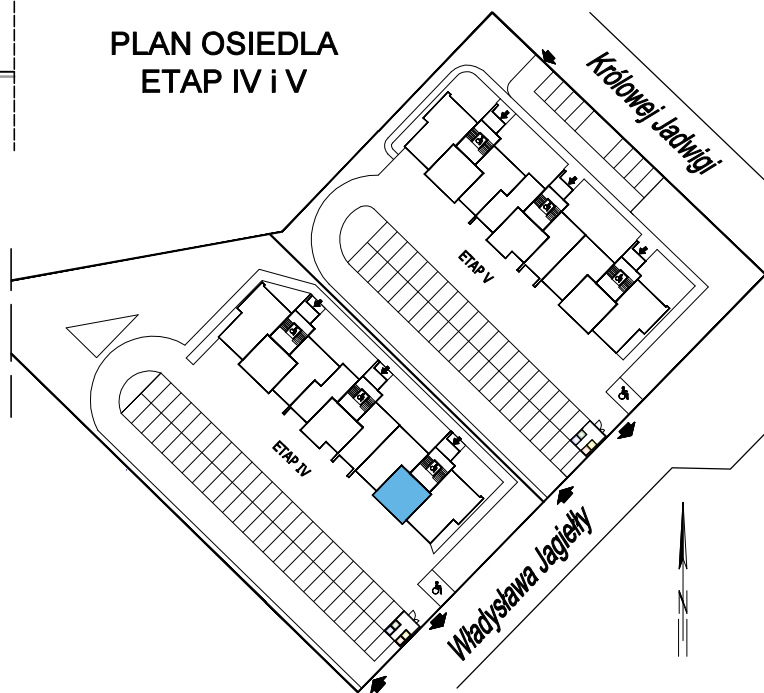 PLAN OSIEDLA
ETAP IV i V
Królowej Jadwigi
ETAP V
ETAP IV
Władysława Jagiełły
N